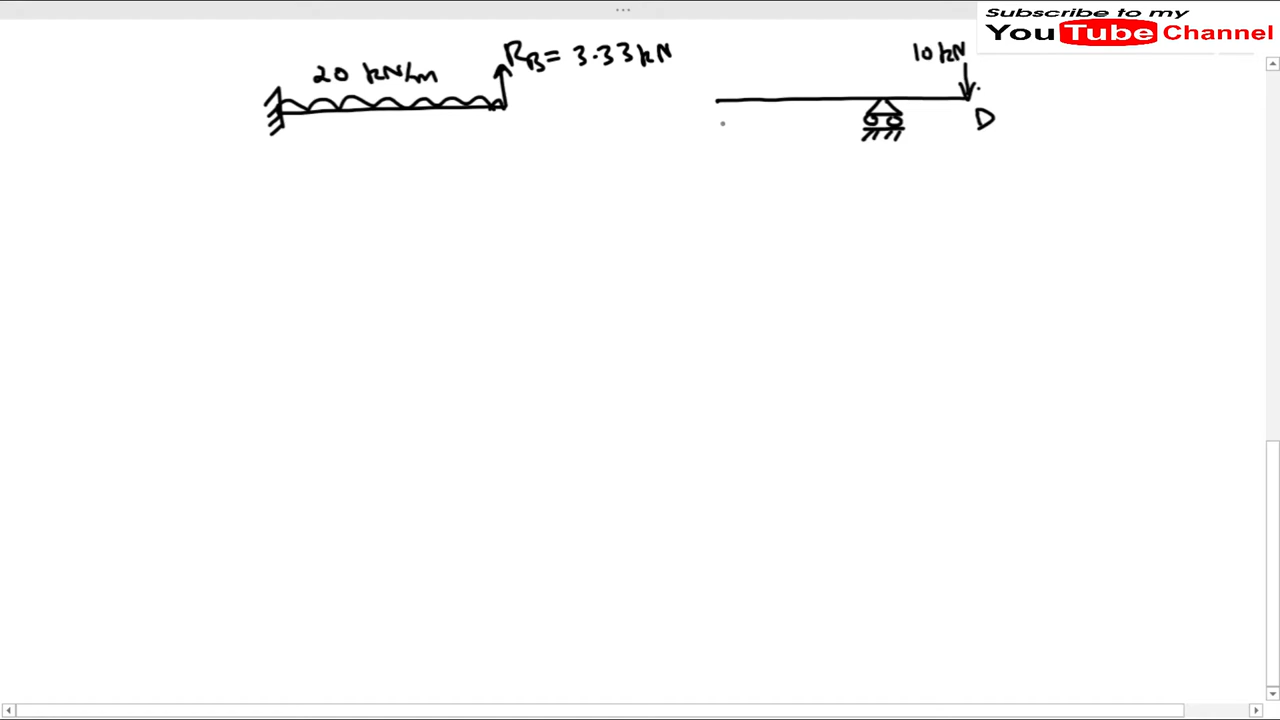 Subscribe to my
YouTube Channel
20 kN/m
RB = 3.33 kN
10 kN
D